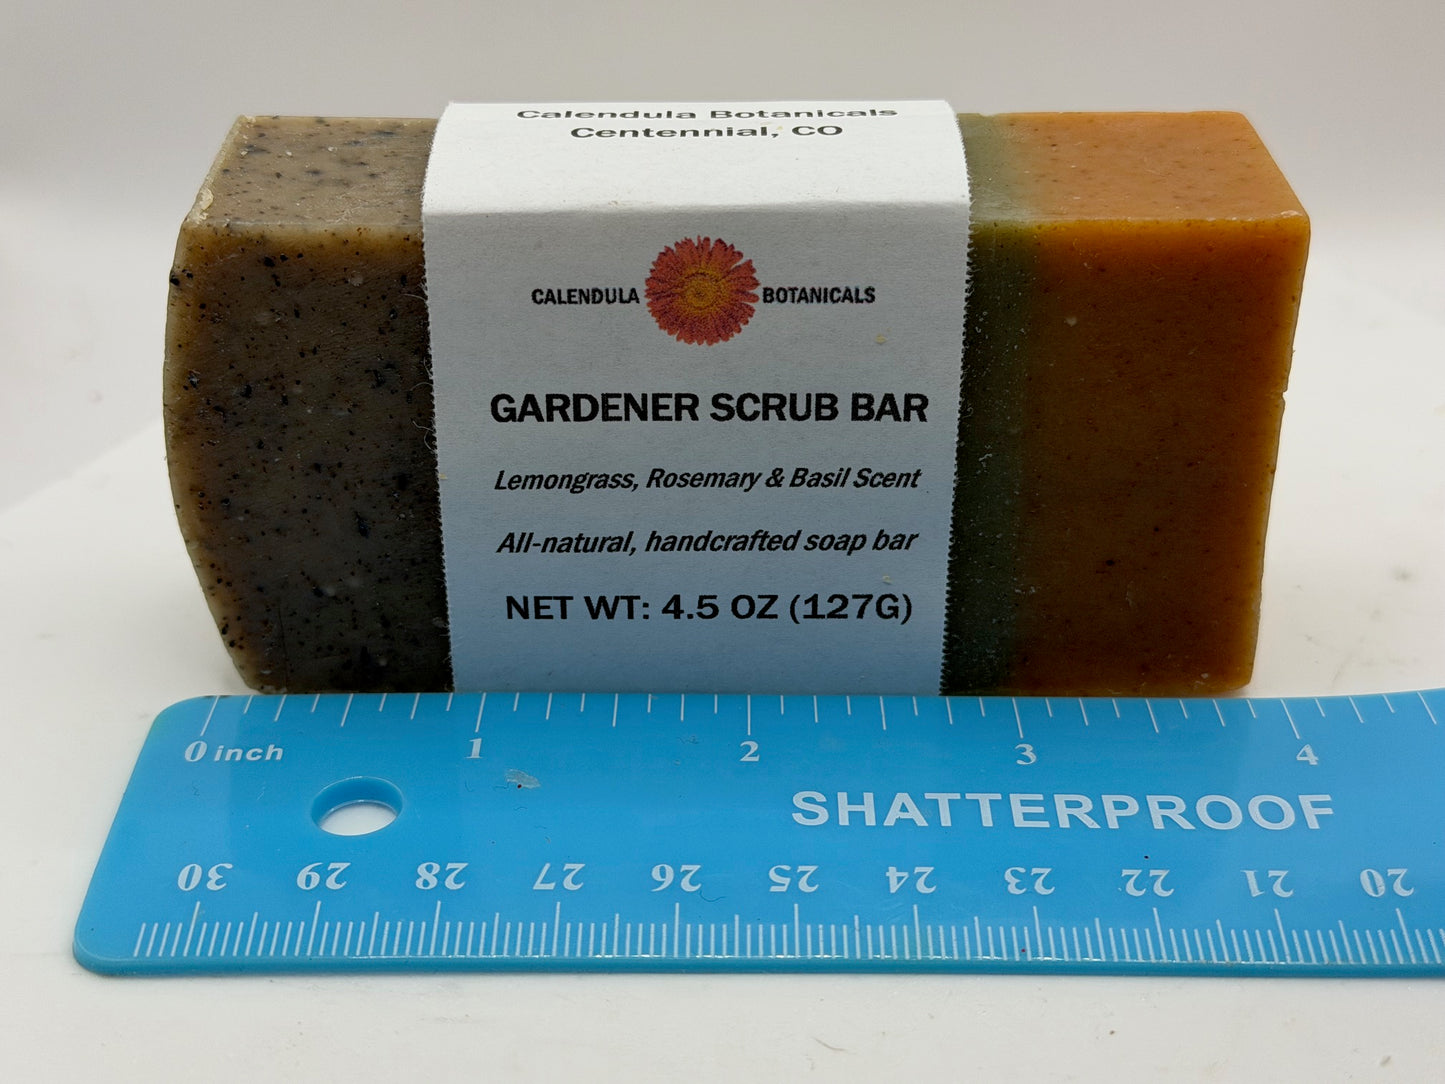 Calendula Botanicals
Centennial, CO
CALENDULA BOTANICALS
GARDENER SCRUB BAR
Lemongrass, Rosemary & Basil Scent
All-natural, handcrafted soap bar
NET WT: 4.5 OZ (127G)
0 inch 1 2 3 4
SHATTERPROOF
30 29 28 27 26 25 24 23 22 21 20